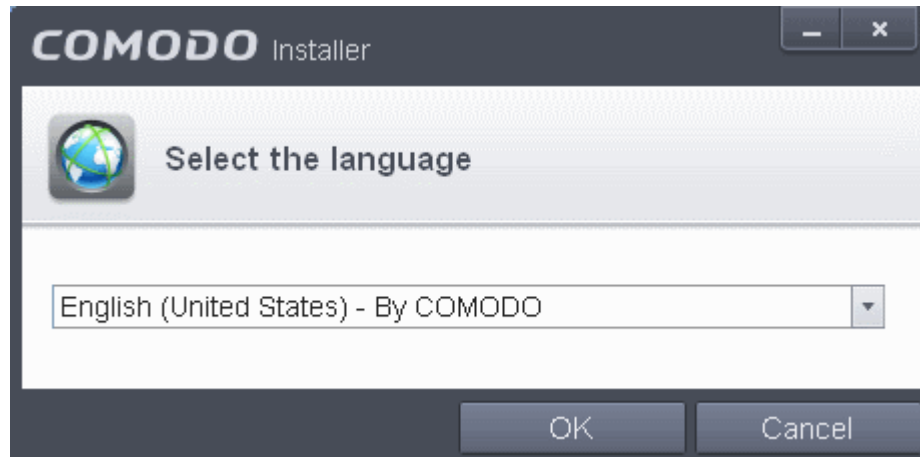 COMODO Installer
Select the language
English (United States) - By COMODO
OK Cancel